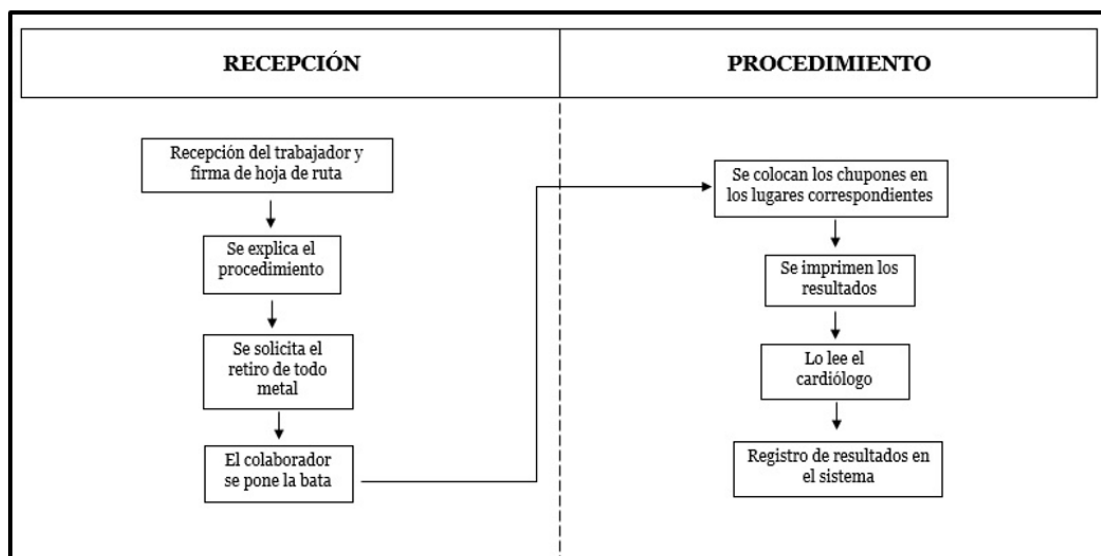 RECEPCIÓN
PROCEDIMIENTO
Recepción del trabajador y
firma de hoja de ruta
Se explica el
procedimiento
Se solicita el
retiro de todo
metal
El colaborador
se pone la bata
Se colocan los chupones en
los lugares correspondientes
Se imprimen los
resultados
Lo lee el
cardiólogo
Registro de resultados en
el sistema